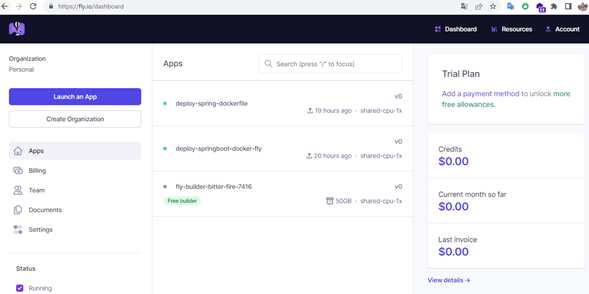 https://fly.io/dashboard
11
Dashboard
Resources
Account
Organization
Personal
Launch an App
Create Organization
Apps
Billing
Team
Documents
Settings
Status
Running
Apps
Search (press "/" to focus)
deploy-spring-dockerfile
v0
19 hours ago · shared-cpu-1x
deploy-springboot-docker-fly
v0
20 hours ago · shared-cpu-1x
fly-builder-bitter-fire-7416
v0
Free builder
50GB · shared-cpu-1x
Trial Plan
Add a payment method to unlock more
free allowances.
Credits
$0.00
Current month so far
$0.00
Last invoice
$0.00
View details →